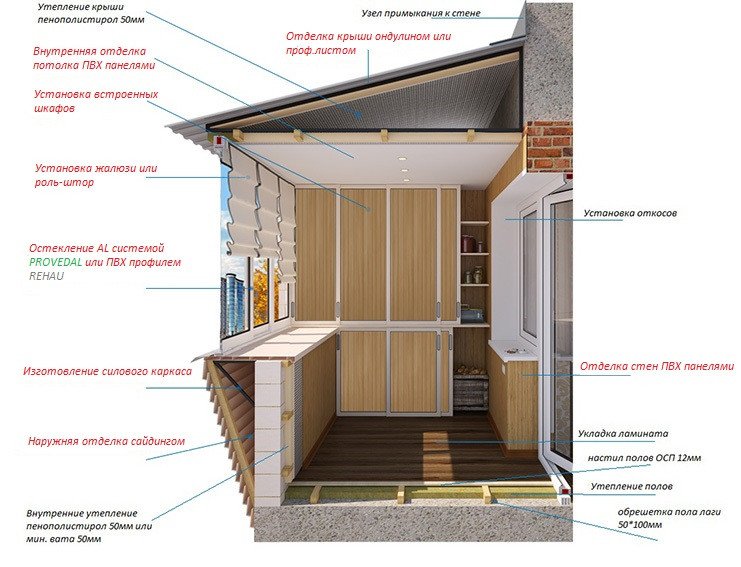 Утепление крыши
пенополистирол 50мм
Узел примыкания к стене
Отделка крыши ондулином или
проф.листом
Внутренняя отделка
потолка ПВХ панелями
Установка встроенных
шкафов
Установка жалюзи или
роль-штор
Установка откосов
Остекление AL системой
PROVEDAL или ПВХ профилем
REHAU
Изготовление силового каркаса
Отделка стен ПВХ панелями
Наружняя отделка сайдингом
Укладка ламината
настил полов ОСП 12мм
Утепление полов
Внутренние утепление
пенополистирол 50мм или
мин. вата 50мм
обрешетка пола лаги
50*100мм